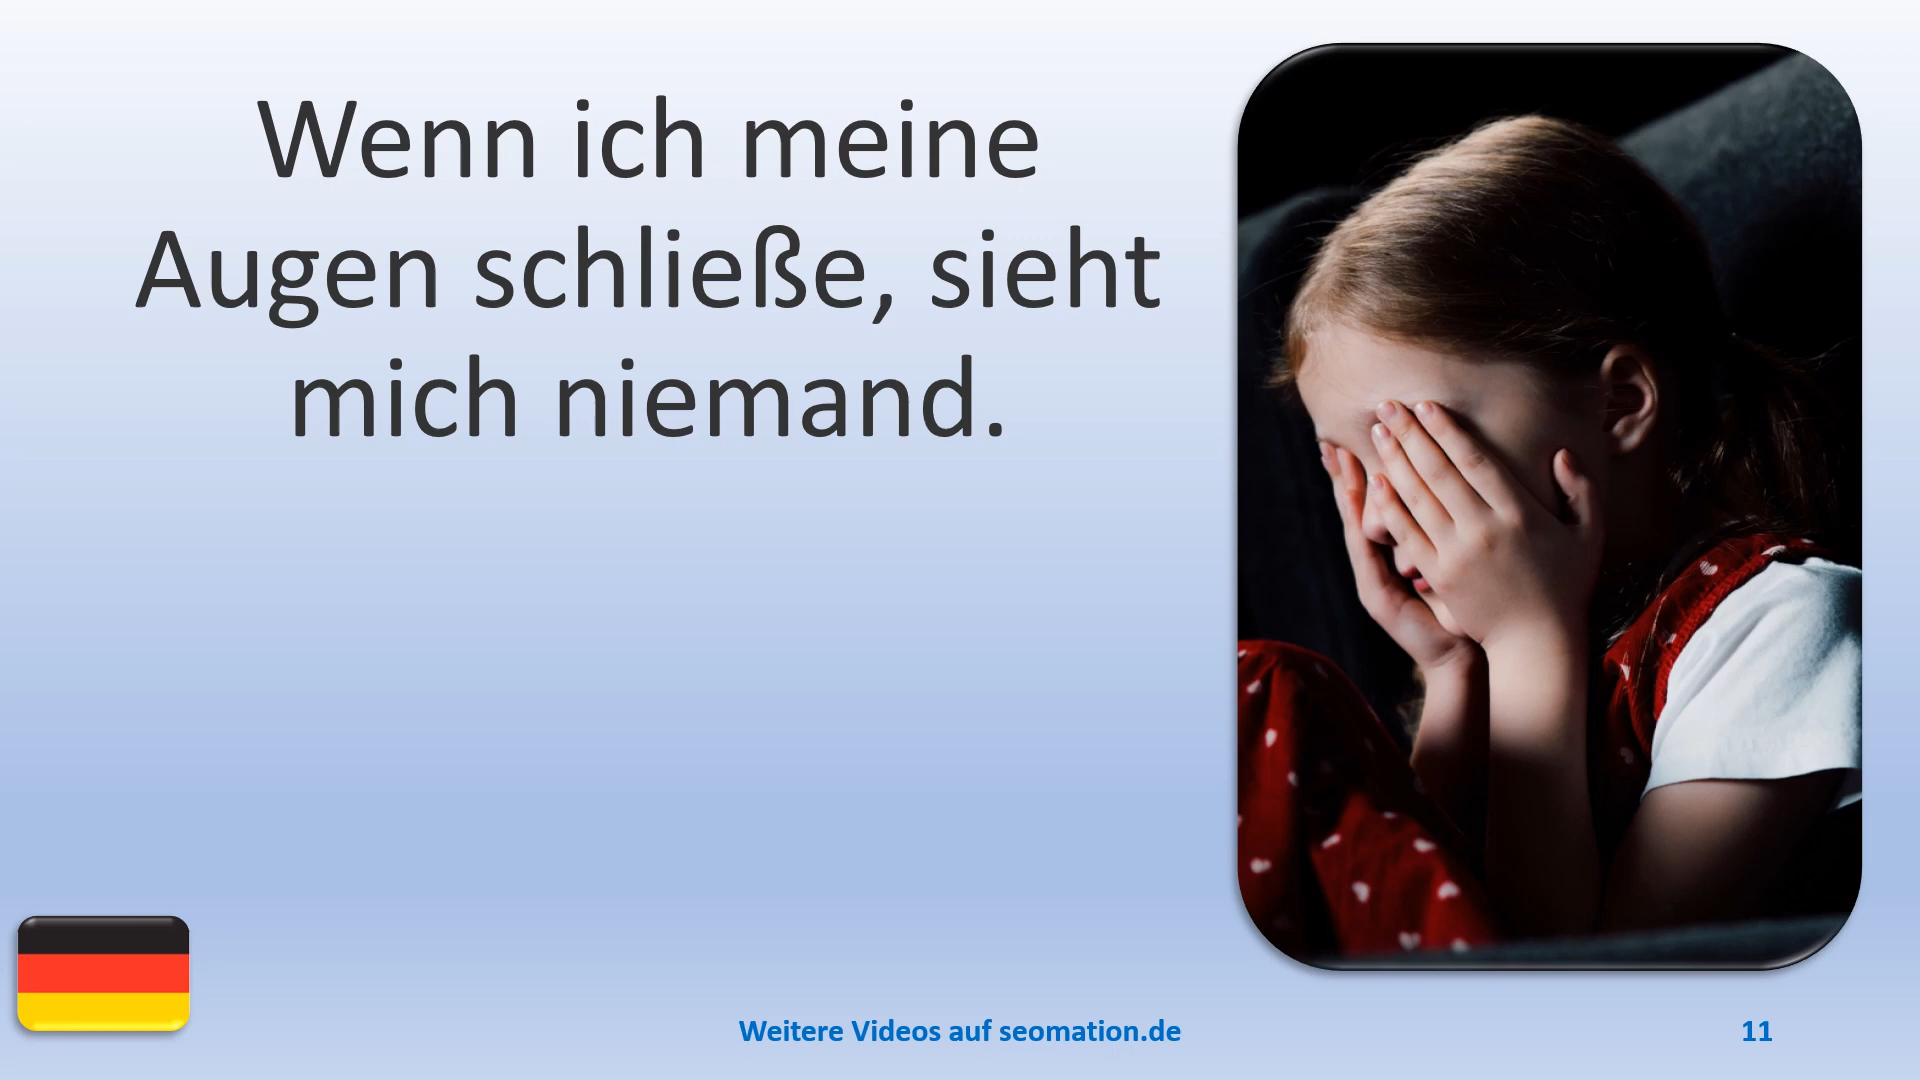 Wenn ich meine
Augen schließe, sieht
mich niemand.
Weitere Videos auf seomation.de
11